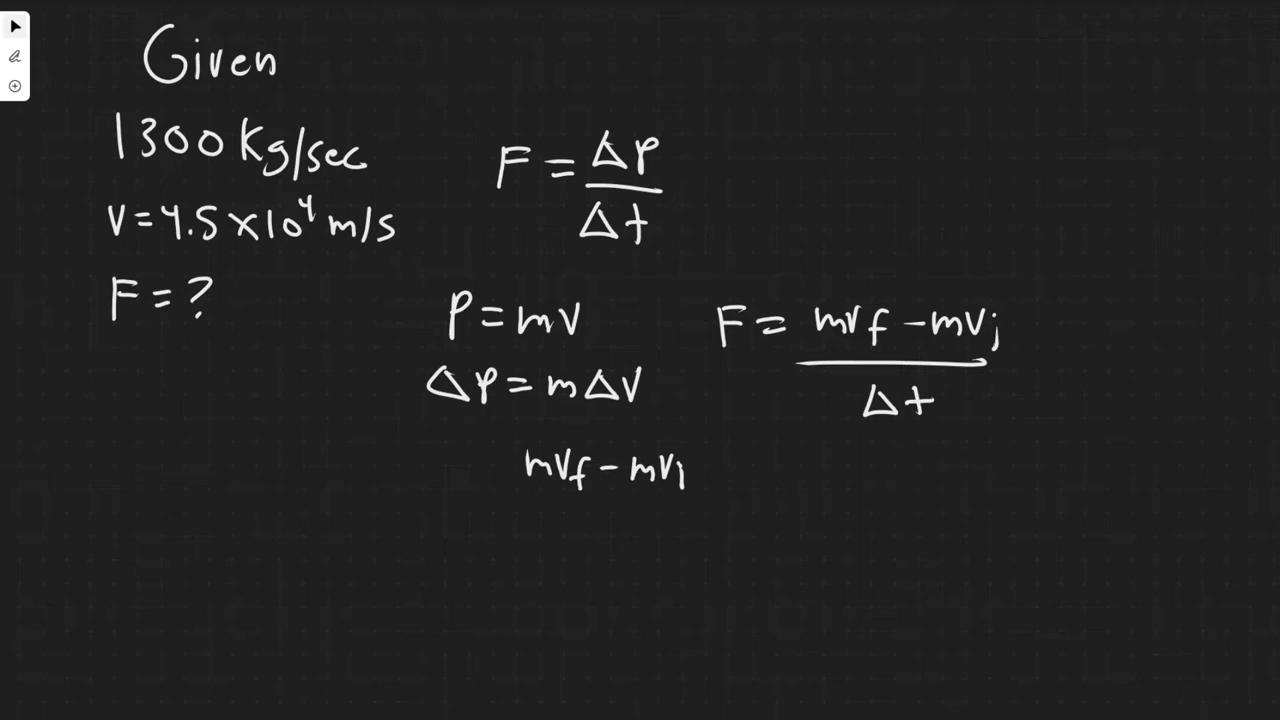 Given
1300 Kg/sec
V = 4.5 x 10⁴ m/s
F = ?
F = ΔP / Δt
P = mv
ΔP = mΔV
mVf - mVi
F = (mVf - mVi) / Δt